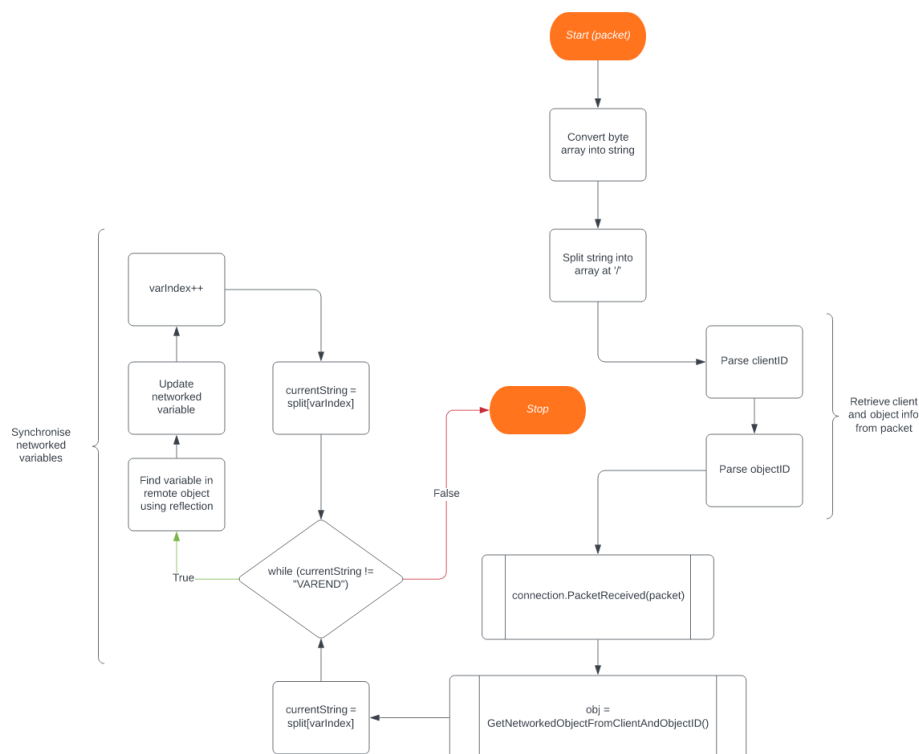 Start (packet)
Convert byte
array into string
Split string into
array at '/'
Parse clientID
Parse objectID
Retrieve client
and object info
from packet
connection.PacketReceived(packet)
obj =
GetNetworkedObjectFromClientAndObjectID()
currentString =
split[varIndex]
while (currentString !=
"VAREND")
True
False
Stop
Find variable in
remote object
using reflection
Update
networked
variable
varIndex++
currentString =
split[varIndex]
Synchronise
networked
variables